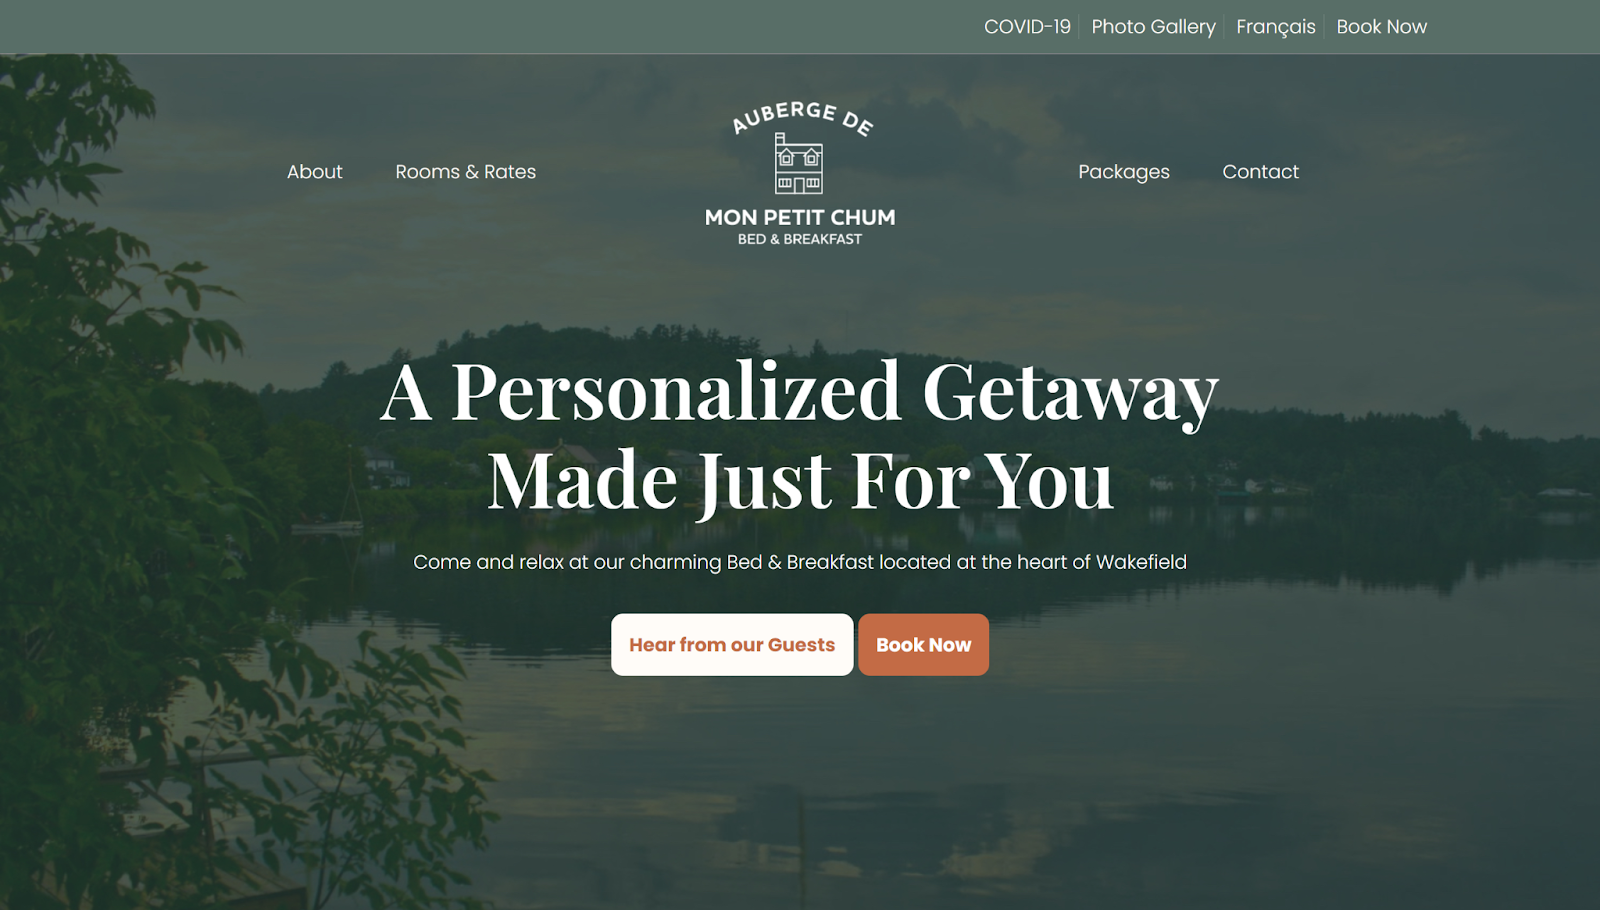 COVID-19 Photo Gallery Français Book Now
AUBERGE DE
About Rooms & Rates Packages Contact
MON PETIT CHUM
BED & BREAKFAST
A Personalized Getaway
Made Just For You
Come and relax at our charming Bed & Breakfast located at the heart of Wakefield
Hear from our Guests Book Now